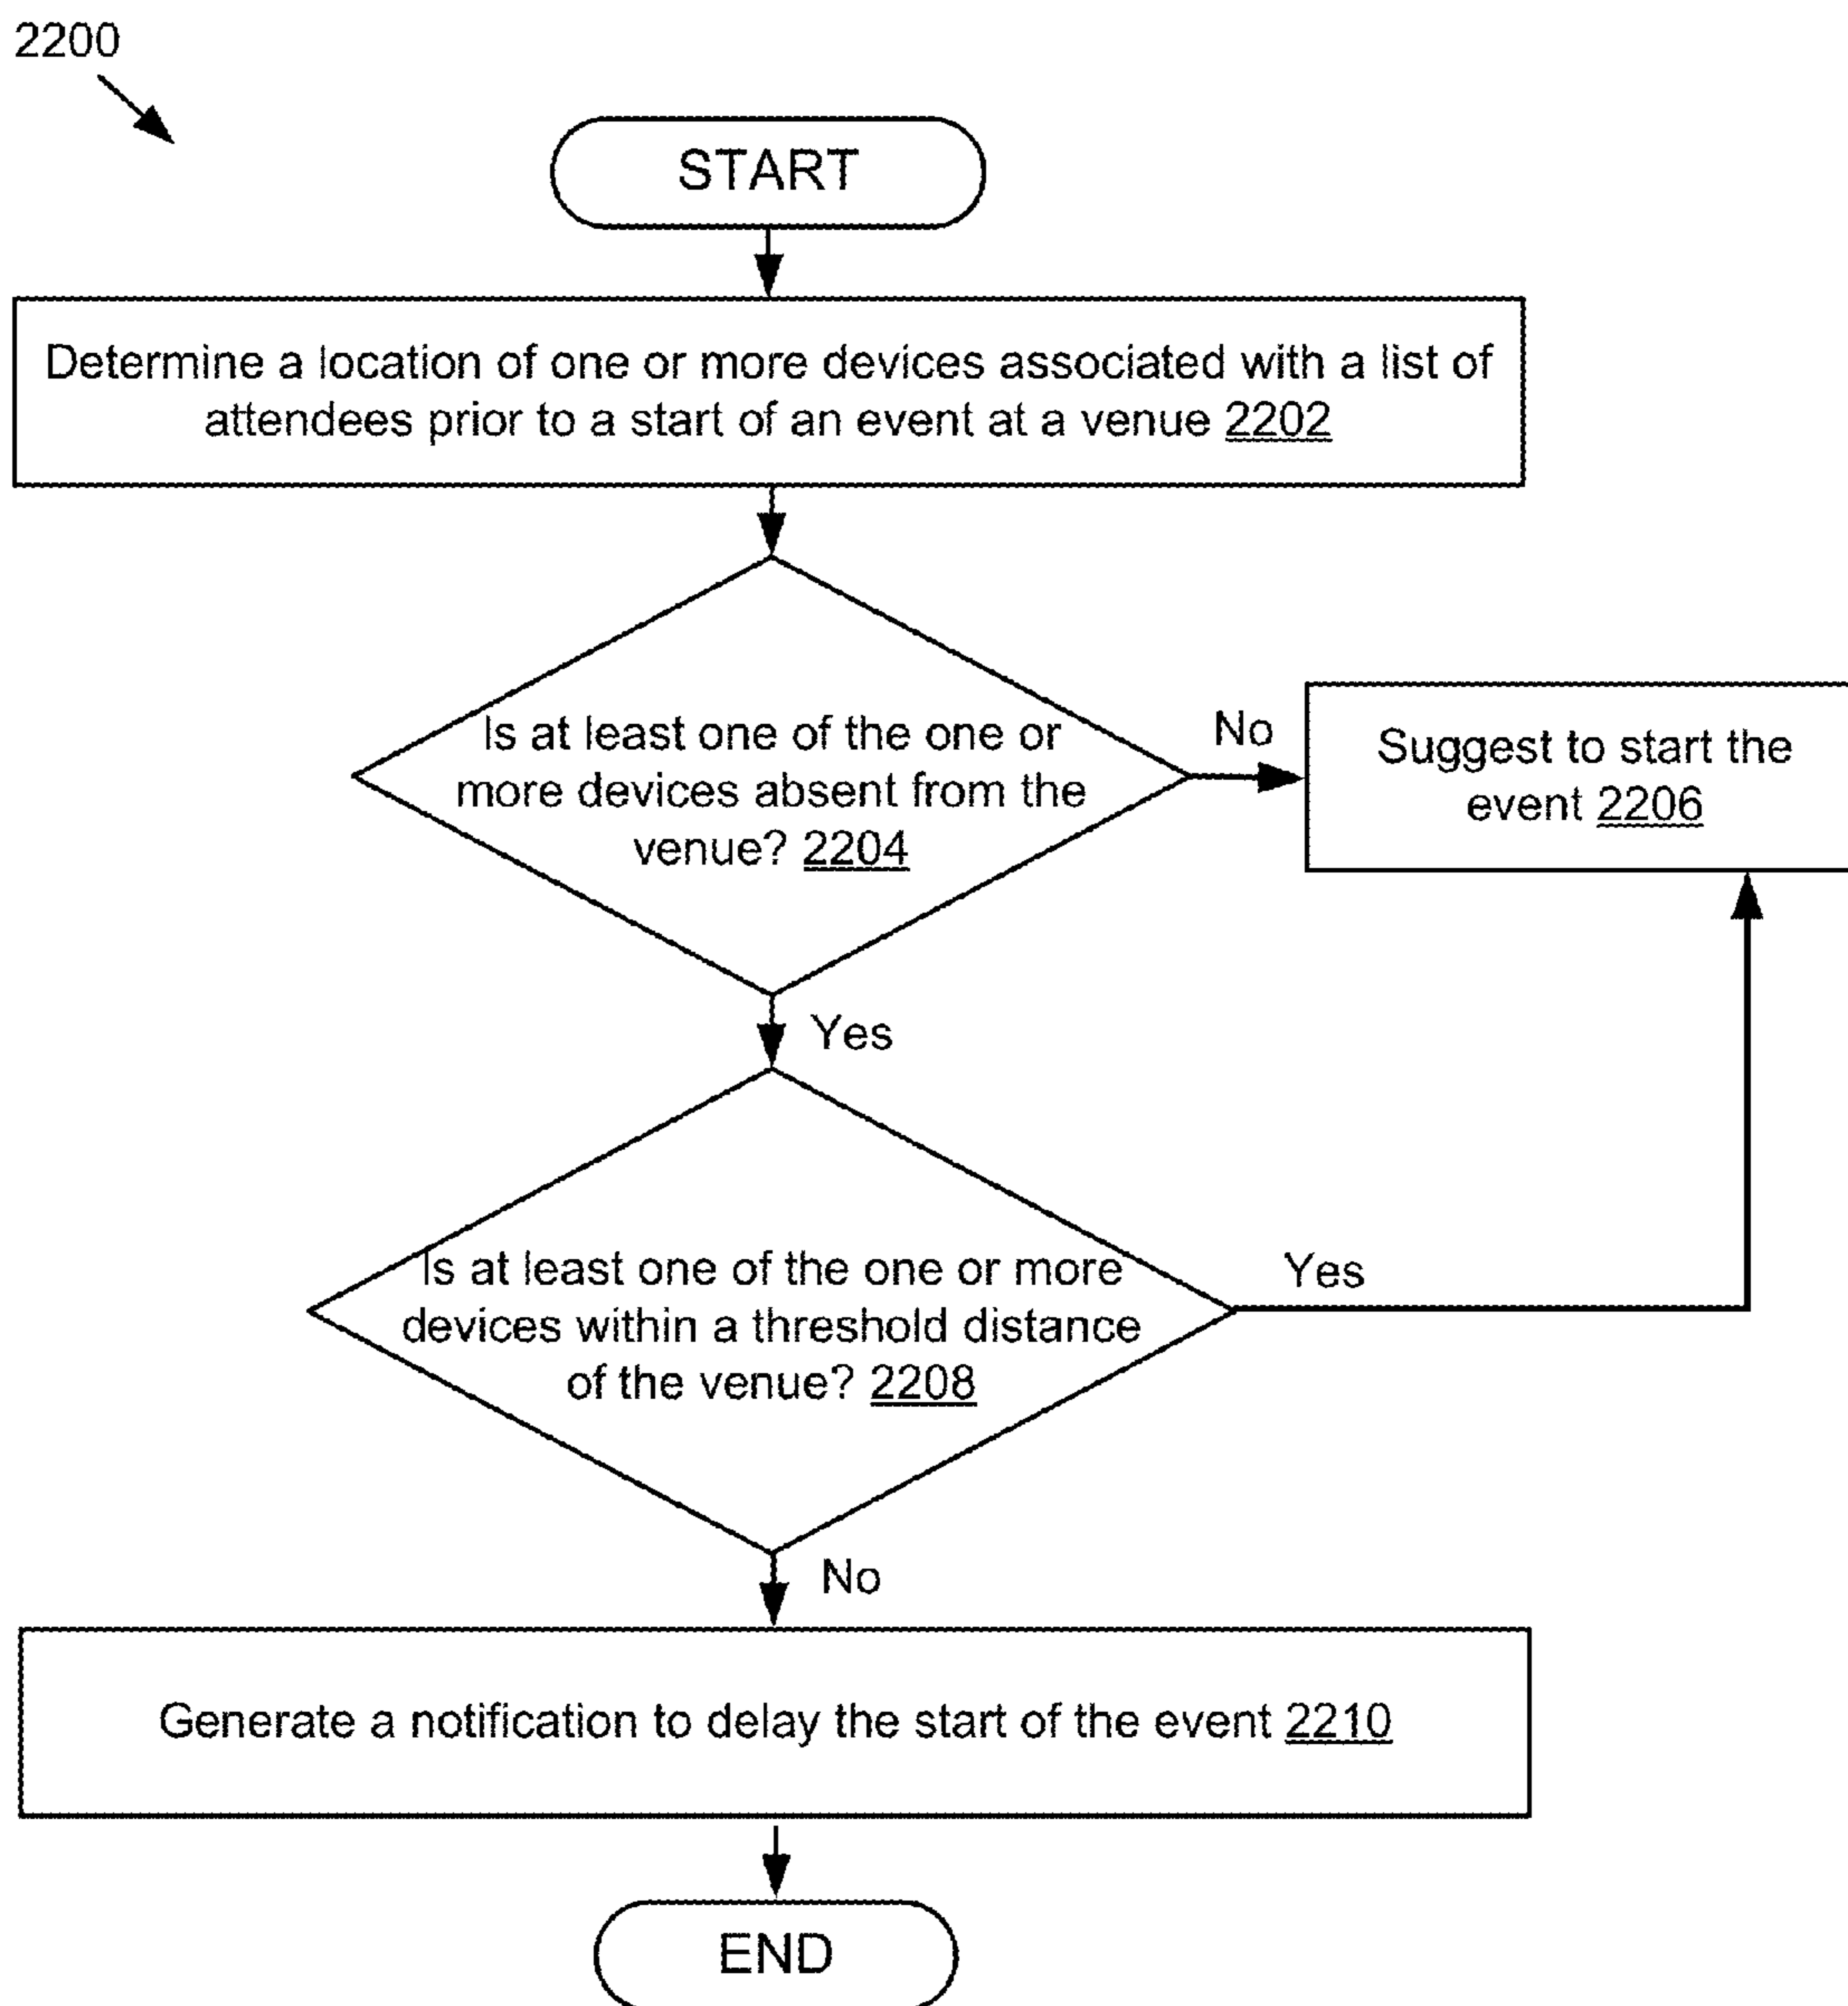 2200
START
Determine a location of one or more devices associated with a list of
attendees prior to a start of an event at a venue 2202
Is at least one of the one or
more devices absent from the
venue? 2204
No
Suggest to start the
event 2206
Yes
Is at least one of the one or more
devices within a threshold distance
of the venue? 2208
Yes
No
Generate a notification to delay the start of the event 2210
END